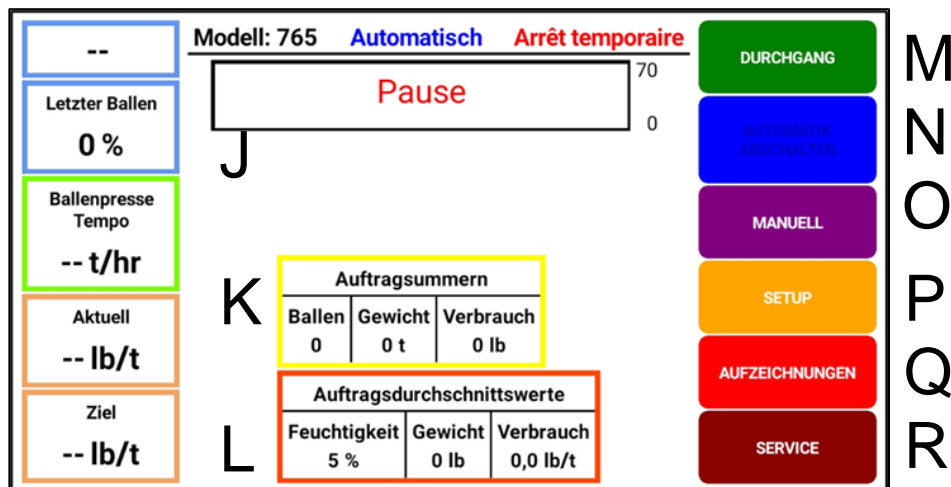 --
Letzter Ballen
0 %
Ballenpresse
Tempo
-- t/hr
Aktuell
-- lb/t
Ziel
-- lb/t
Modell: 765 Automatisch Arrêt temporaire
Pause
70
0
J
K
Auftragsummern
Ballen Gewicht Verbrauch
0 0 t 0 lb
L
Auftragsdurchschnittswerte
Feuchtigkeit Gewicht Verbrauch
5 % 0 lb 0,0 lb/t
DURCHGANG
AUTOMATIK
ABSCHALTEN
MANUELL
SETUP
AUFZEICHNUNGEN
SERVICE
M
N
O
P
Q
R